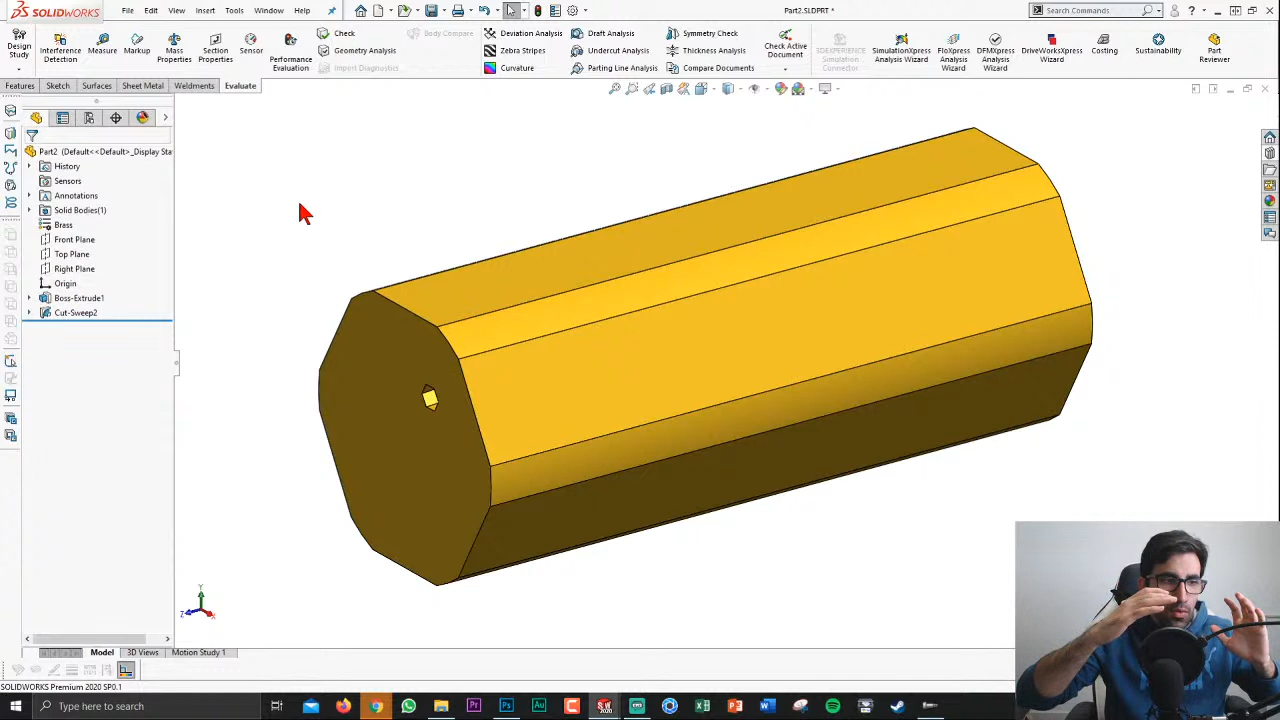 SOLIDWORKS File Edit View Insert Tools Window Help Part2.SLDPRT * Search Commands
Design Study Interference Detection Measure Markup Mass Properties Section Properties Sensor Performance Evaluation Check Geometry Analysis Import Diagnostics Body Compare Deviation Analysis Zebra Stripes Curvature Draft Analysis Undercut Analysis Parting Line Analysis Symmetry Check Thickness Analysis Compare Documents Check Active Document 3DEXPERIENCE Simulation Connector SimulationXpress Analysis Wizard FloXpress Analysis Wizard DFMXpress Analysis Wizard DriveWorksXpress Wizard Costing Sustainability Part Reviewer
Features Sketch Surfaces Sheet Metal Weldments Evaluate
Part2 (Default<<Default>_Display Sta
History
Sensors
Annotations
Solid Bodies(1)
Brass
Front Plane
Top Plane
Right Plane
Origin
Boss-Extrude1
Cut-Sweep2
Y
Z X
Model 3D Views Motion Study 1
SOLIDWORKS Premium 2020 SP0.1
Type here to search